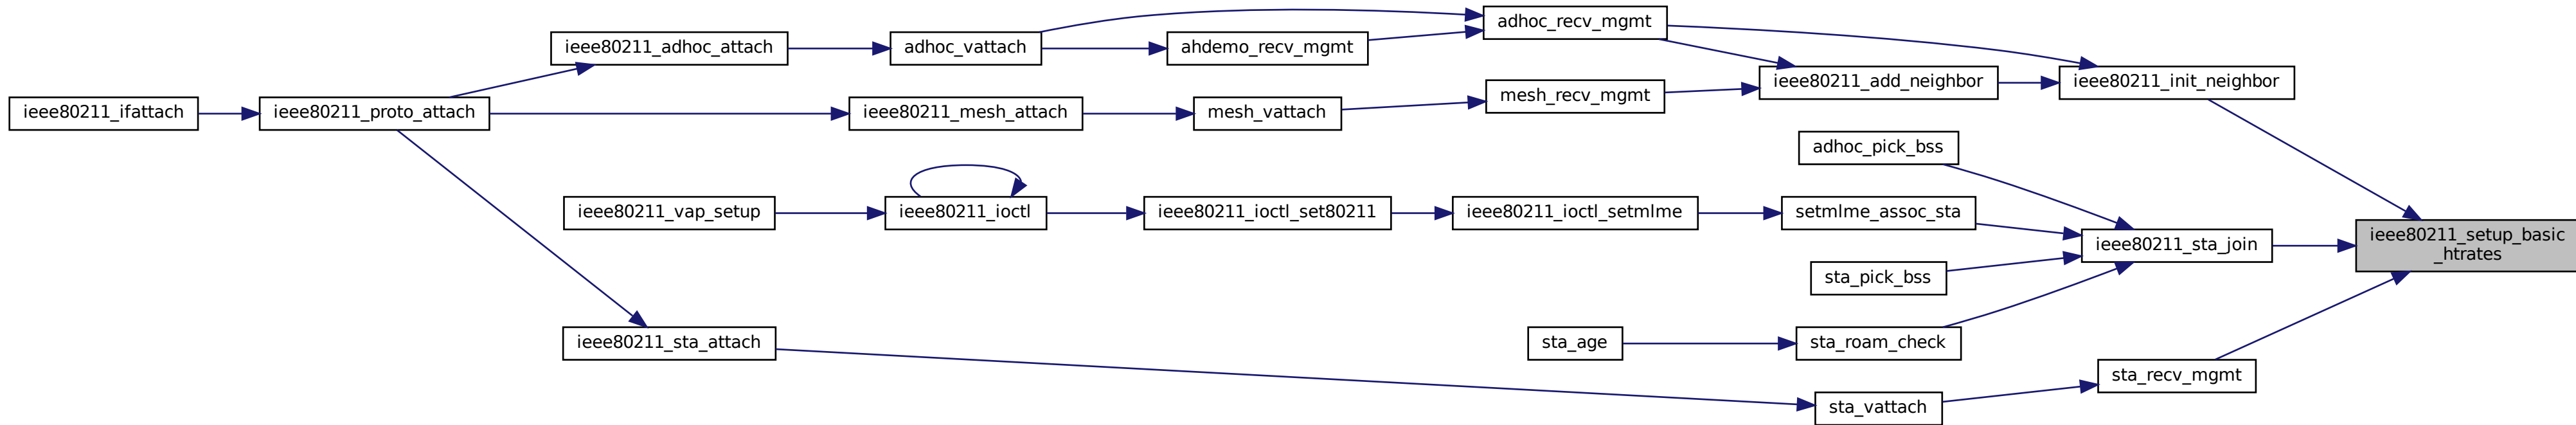 adhoc_recv_mgmt
ieee80211_adhoc_attach
adhoc_vattach
ahdemo_recv_mgmt
ieee80211_add_neighbor
ieee80211_init_neighbor
mesh_recv_mgmt
ieee80211_ifattach
ieee80211_proto_attach
ieee80211_mesh_attach
mesh_vattach
adhoc_pick_bss
ieee80211_vap_setup
ieee80211_ioctl
ieee80211_ioctl_set80211
ieee80211_ioctl_setmlme
setmlme_assoc_sta
ieee80211_sta_join
ieee80211_setup_basic
_htrates
sta_pick_bss
ieee80211_sta_attach
sta_age
sta_roam_check
sta_recv_mgmt
sta_vattach